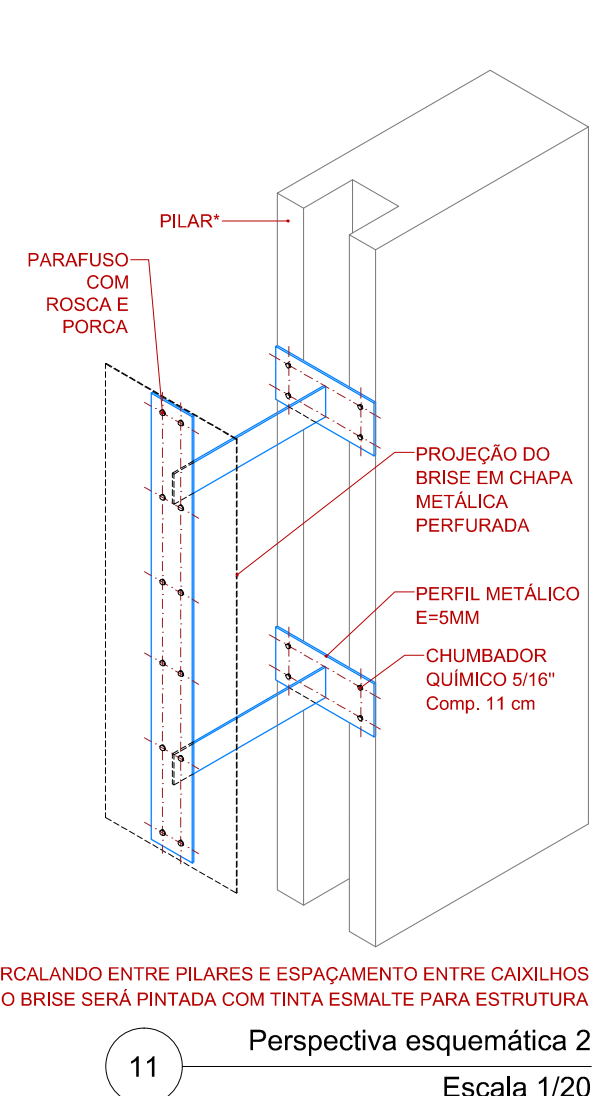 PILAR*
PARAFUSO
COM
ROSCA E
PORCA
PROJEÇÃO DO
BRISE EM CHAPA
METÁLICA
PERFURADA
PERFIL METÁLICO
E=5MM
CHUMBADOR
QUÍMICO 5/16"
Comp. 11 cm
RCALANDO ENTRE PILARES E ESPAÇAMENTO ENTRE CAIXILHOS
O BRISE SERÁ PINTADA COM TINTA ESMALTE PARA ESTRUTURA
Perspectiva esquemática 2
11
Escala 1/20